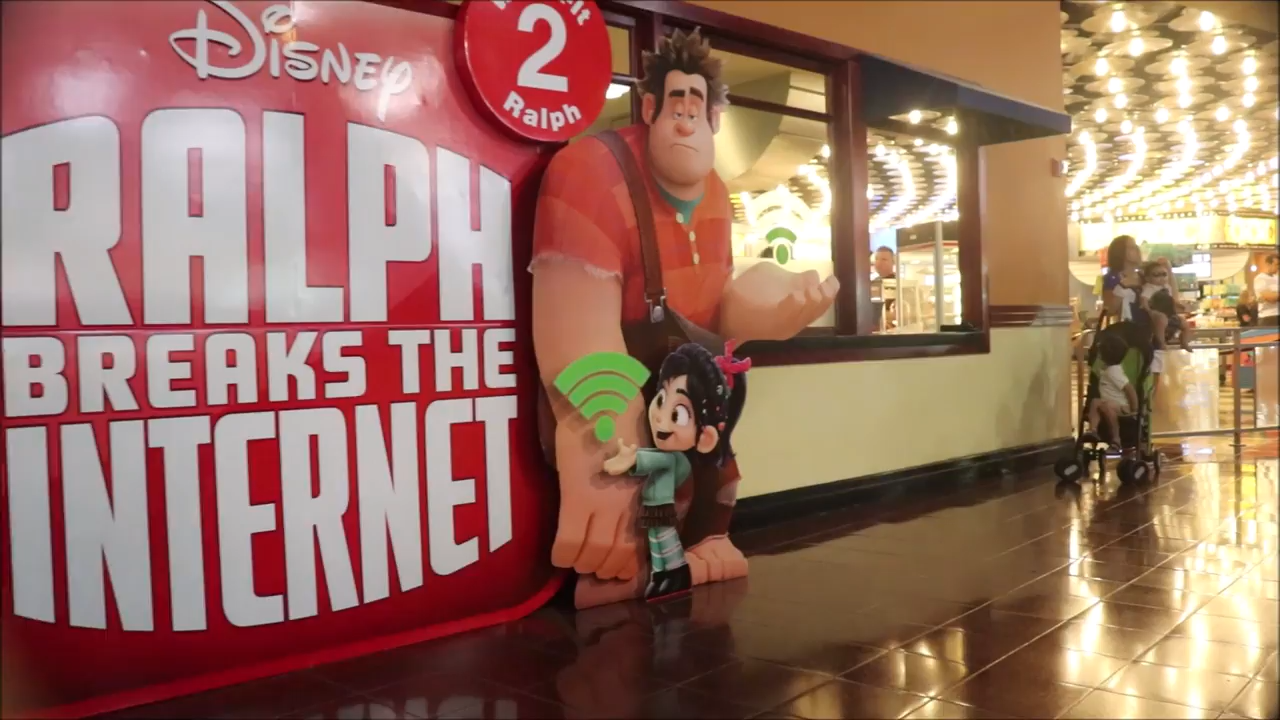 DISNEY
2
Ralph
RALPH
BREAKS THE
INTERNET